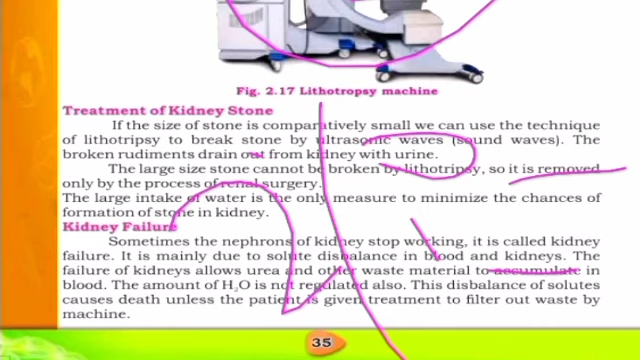 Fig. 2.17 Lithotropsy machine
Treatment of Kidney Stone
If the size of stone is comparatively small we can use the technique
of lithotripsy to break stone by ultrasonic waves (sound waves). The
broken rudiments drain out from kidney with urine.
The large size stone cannot be broken by lithotripsy, so it is removed
only by the process of renal surgery.
The large intake of water is the only measure to minimize the chances of
formation of stone in kidney.
Kidney Failure
Sometimes the nephrons of kidney stop working, it is called kidney
failure. It is mainly due to solute disbalance in blood and kidneys. The
failure of kidneys allows urea and other waste material to accumulate in
blood. The amount of H₂O is not regulated also. This disbalance of solutes
causes death unless the patient is given treatment to filter out waste by
machine.
35